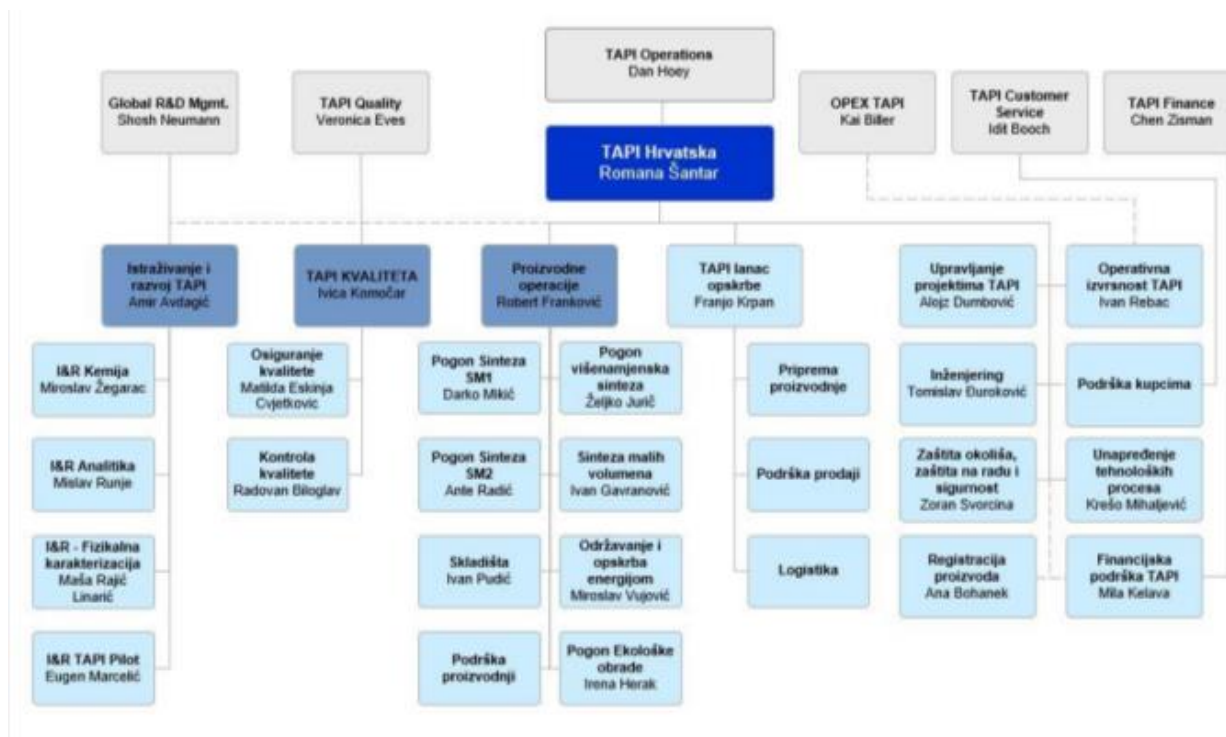 TAPI Operations
Dan Hoey
Global R&D Mgmt.
Shosh Neumann
TAPI Quality
Veronica Eves
OPEX TAPI
Kai Biller
TAPI Customer
Service
Idit Booch
TAPI Finance
Chen Zisman
TAPI Hrvatska
Romana Šantar
Istraživanje i
razvoj TAPI
Amir Avdagić
TAPI KVALITETA
Ivica Komočar
Proizvodne
operacije
Robert Franković
TAPI lanac
opskrbe
Franjo Krpan
Upravljanje
projektima TAPI
Alojz Dumbović
Operativna
izvrsnost TAPI
Ivan Rebac
I&R Kemija
Miroslav Žegarac
Osiguranje
kvalitete
Matilda Eskinja
Cvjetkovic
Pogon Sinteza
SM1
Darko Mikić
Pogon
višenamjenska
sinteza
Željko Jurič
Priprema
proizvodnje
Inženjering
Tomislav Đuroković
Podrška kupcima
I&R Analitika
Mislav Runje
Kontrola
kvalitete
Radovan Biloglav
Pogon Sinteza
SM2
Ante Radić
Sinteza malih
volumena
Ivan Gavranović
Podrška prodaji
Zaštita okoliša,
zaštita na radu i
sigurnost
Zoran Svorcina
Unapređenje
tehnoloških
procesa
Krešo Mihaljević
I&R - Fizikalna
karakterizacija
Maša Rajić
Linarić
Skladišta
Ivan Pudić
Održavanje i
opskrba
energijom
Miroslav Vujović
Logistika
Registracija
proizvoda
Ana Bohanek
Financijska
podrška TAPI
Mila Kelava
I&R TAPI Pilot
Eugen Marcelić
Podrška
proizvodnji
Pogon Ekološke
obrade
Irena Herak